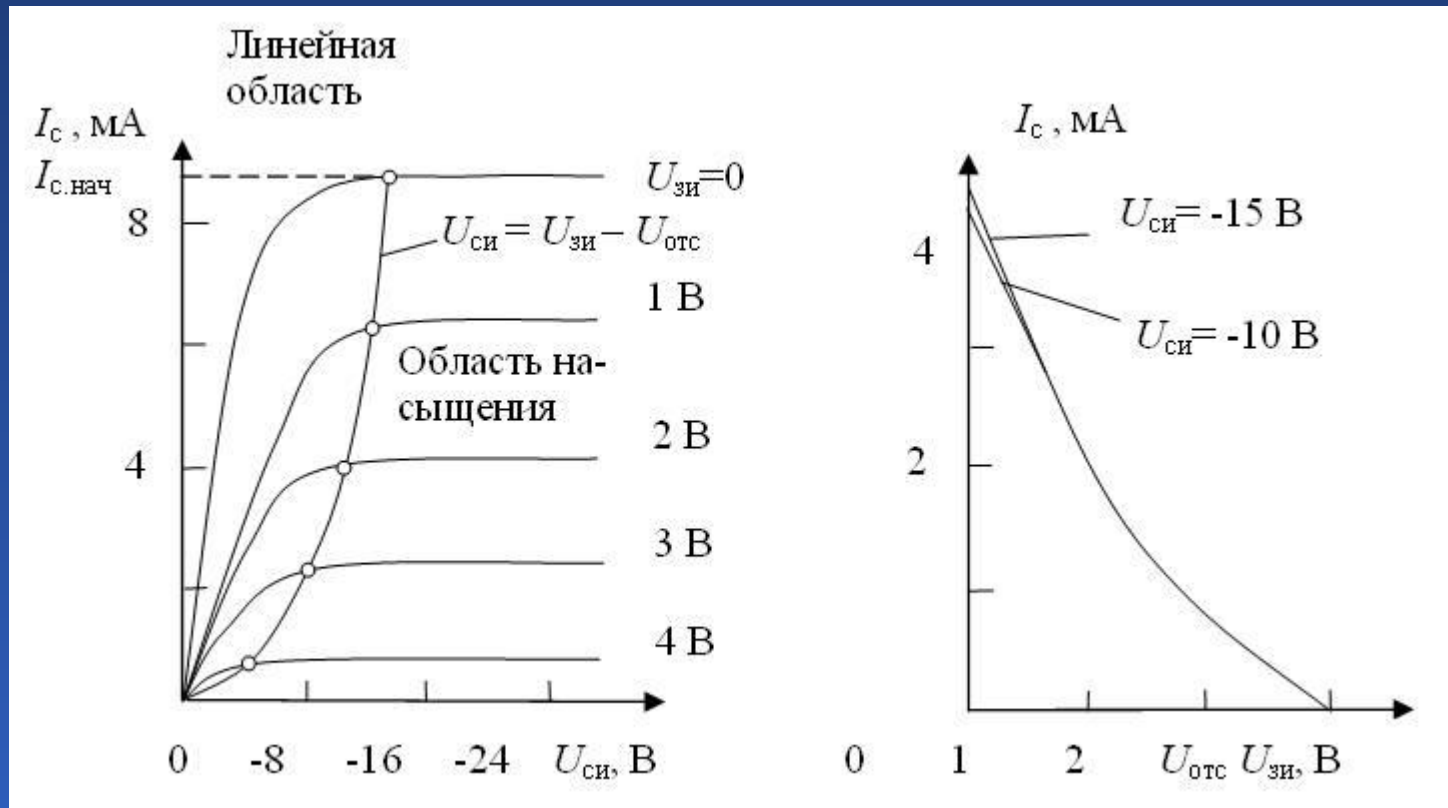 Линейная
область
I_с , мА
I_с.нач
8
4
U_зи=0
U_си = U_зи – U_отс
1 В
Область на-
сыщения
2 В
3 В
4 В
0 -8 -16 -24 U_си, В
I_с , мА
4
2
U_си= -15 В
U_си= -10 В
0 1 2 U_отс U_зи, В